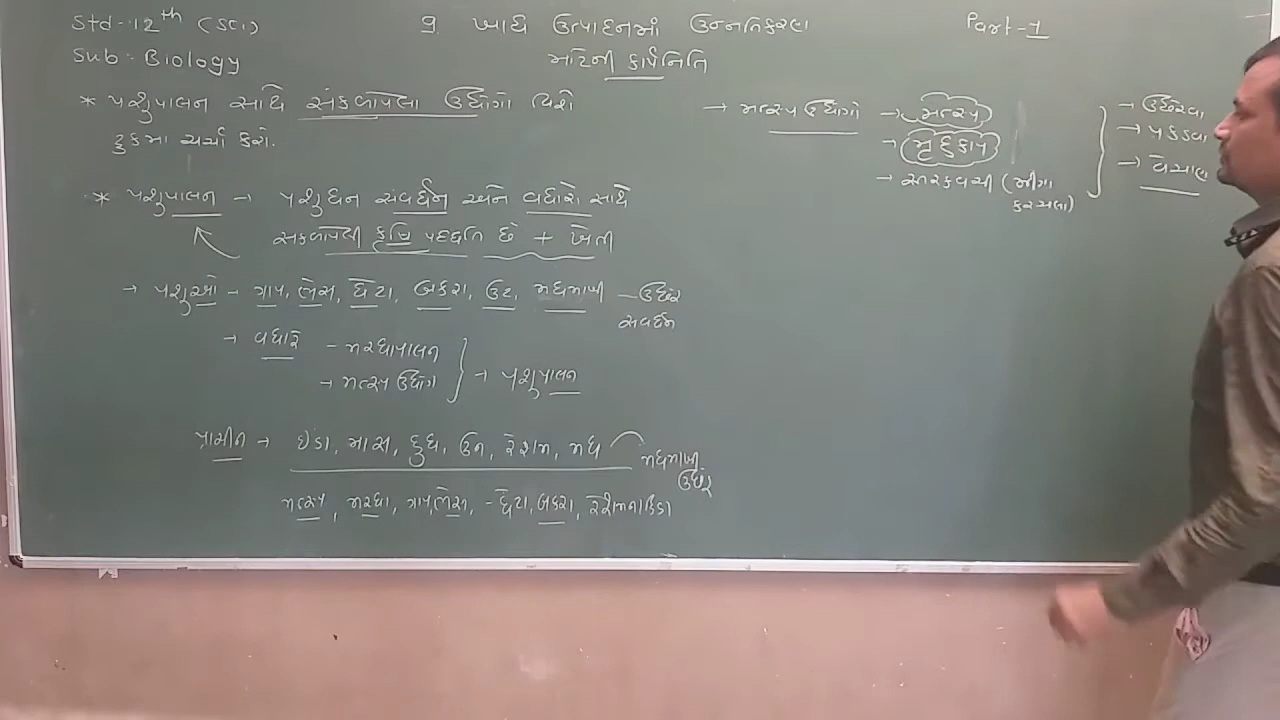 Std-12th (Sci)
9 ખાદ્ય ઉત્પાદનમાં ઉન્નતિકરણ
Part-1
Sub:- Biology
માટેની કાર્યનિતિ
* પશુપાલન સાથે સંકળાયેલા ઉદ્યોગો વિશે
ટુંકમા ચર્ચા કરો.
* પશુપાલન → પશુધન સંવર્ધન અને વધારો સાથે
સંકળાયેલી કૃષિ પધ્ધતિ છે + ખેતી
→ પશુઓ - ગાય, ભેંસ, ઘેટા, બકરા, ઉંટ, મધમાખી - ઉછેર
સંવર્ધન
→ વધારે - મરઘાપાલન
→ મત્સ્ય ઉદ્યોગ
→ પશુપાલન
પ્રાચીન → ઇંડા, માંસ, દુધ, ઉન, રેશમ, મધ
મધમાખી
ઉછેર
મત્સ્ય, મરઘા, ગાય, ભેંસ, - ઘેટા, બકરા, રેશમના કિડા
→ મત્સ્ય ઉદ્યોગો → મત્સ્ય
→ મૃદુકાય
→ સ્તરકવચી (ઝીંગા
કરચલા)
→ ઉછેરવા
→ પકડવા
→ વેચાણ